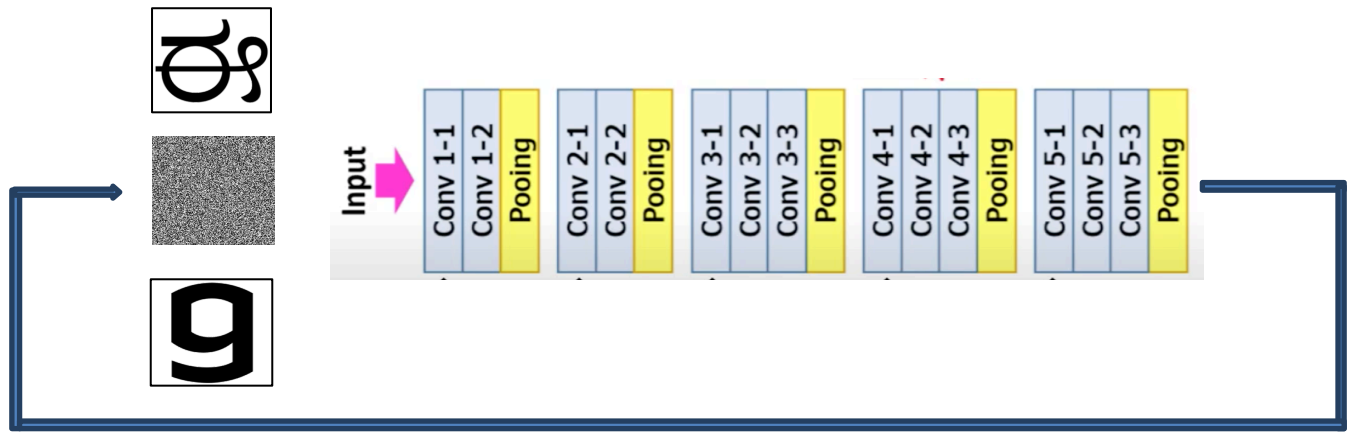 9
Input
Conv 1-1
Conv 1-2
Pooing
Conv 2-1
Conv 2-2
Pooing
Conv 3-1
Conv 3-2
Conv 3-3
Pooing
Conv 4-1
Conv 4-2
Conv 4-3
Pooing
Conv 5-1
Conv 5-2
Conv 5-3
Pooing